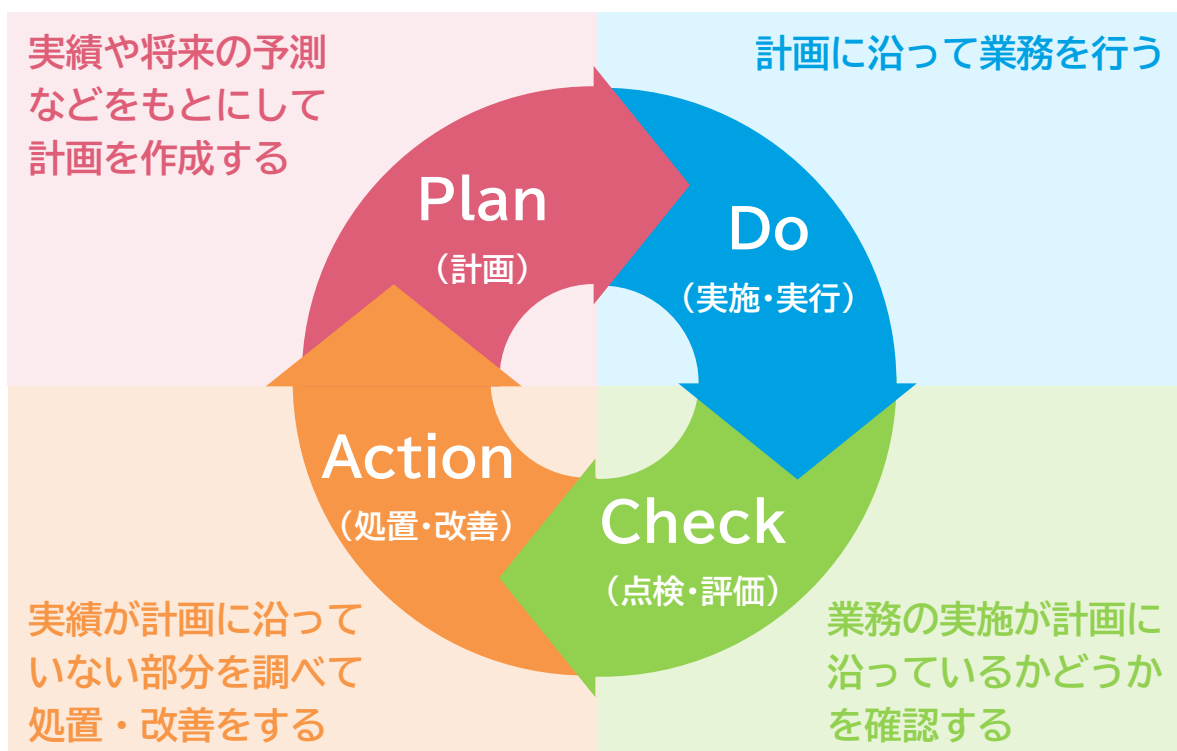 実績や将来の予測
などをもとにして
計画を作成する
計画に沿って業務を行う
Plan
（計画）
Do
（実施･実行）
Action
（処置･改善）
Check
（点検･評価）
実績が計画に沿って
いない部分を調べて
処置・改善をする
業務の実施が計画に
沿っているかどうか
を確認する